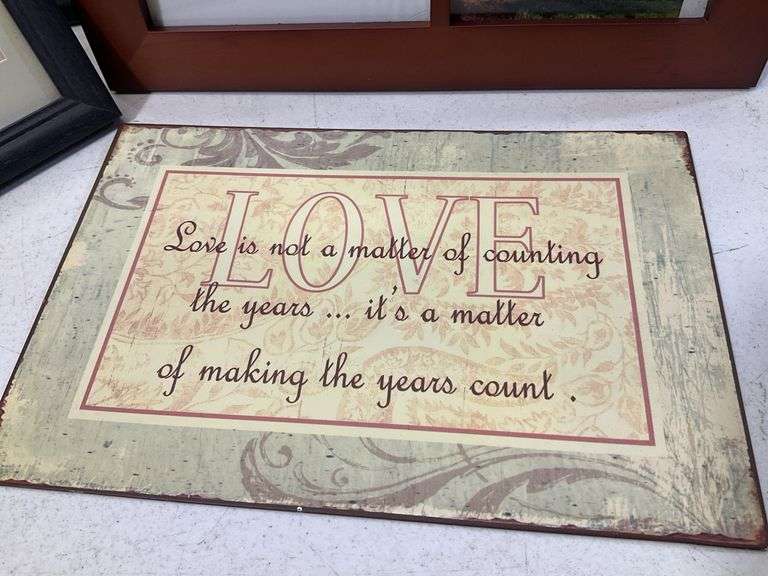 LOVE
Love is not a matter of counting
the years ... it's a matter
of making the years count .